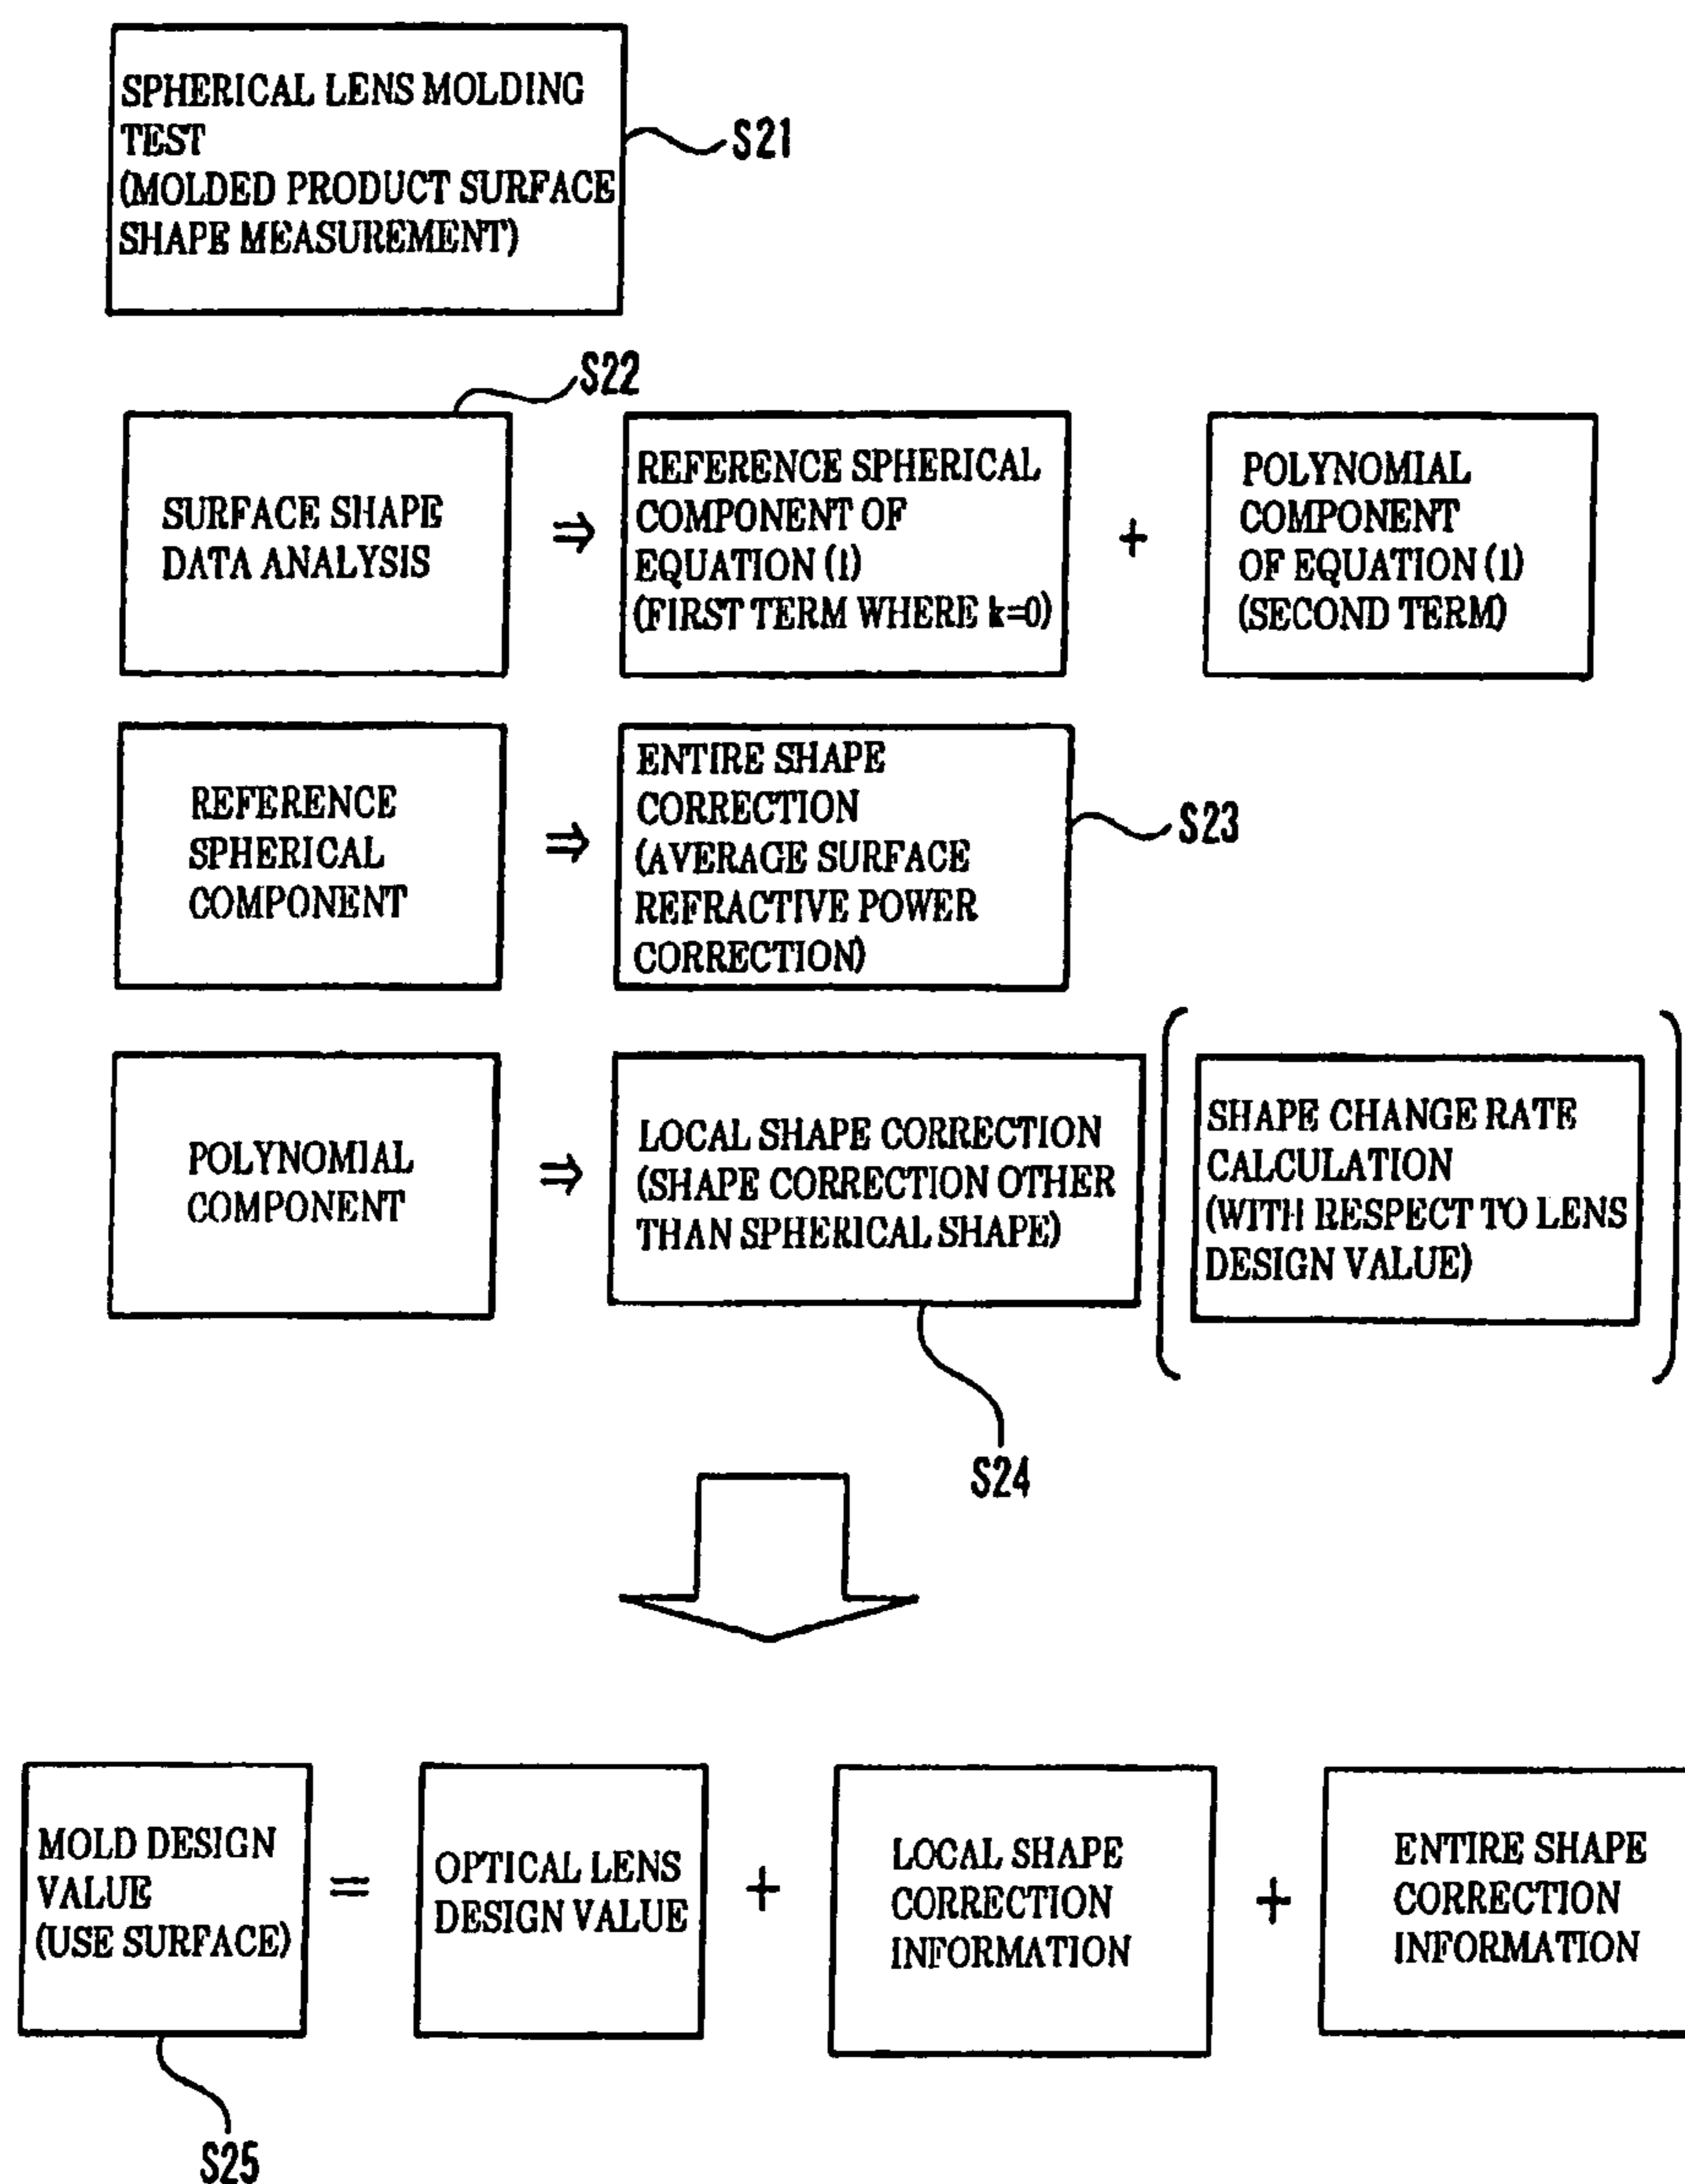 SPHERICAL LENS MOLDING
TEST
(MOLDED PRODUCT SURFACE
SHAPE MEASUREMENT)
S21
S22
SURFACE SHAPE
DATA ANALYSIS
⇒
REFERENCE SPHERICAL
COMPONENT OF
EQUATION (1)
(FIRST TERM WHERE k=0)
+
POLYNOMIAL
COMPONENT
OF EQUATION (1)
(SECOND TERM)
REFERENCE
SPHERICAL
COMPONENT
⇒
ENTIRE SHAPE
CORRECTION
(AVERAGE SURFACE
REFRACTIVE POWER
CORRECTION)
S23
POLYNOMIAL
COMPONENT
⇒
LOCAL SHAPE CORRECTION
(SHAPE CORRECTION OTHER
THAN SPHERICAL SHAPE)
SHAPE CHANGE RATE
CALCULATION
(WITH RESPECT TO LENS
DESIGN VALUE)
S24
MOLD DESIGN
VALUE
(USE SURFACE)
=
OPTICAL LENS
DESIGN VALUE
+
LOCAL SHAPE
CORRECTION
INFORMATION
+
ENTIRE SHAPE
CORRECTION
INFORMATION
S25